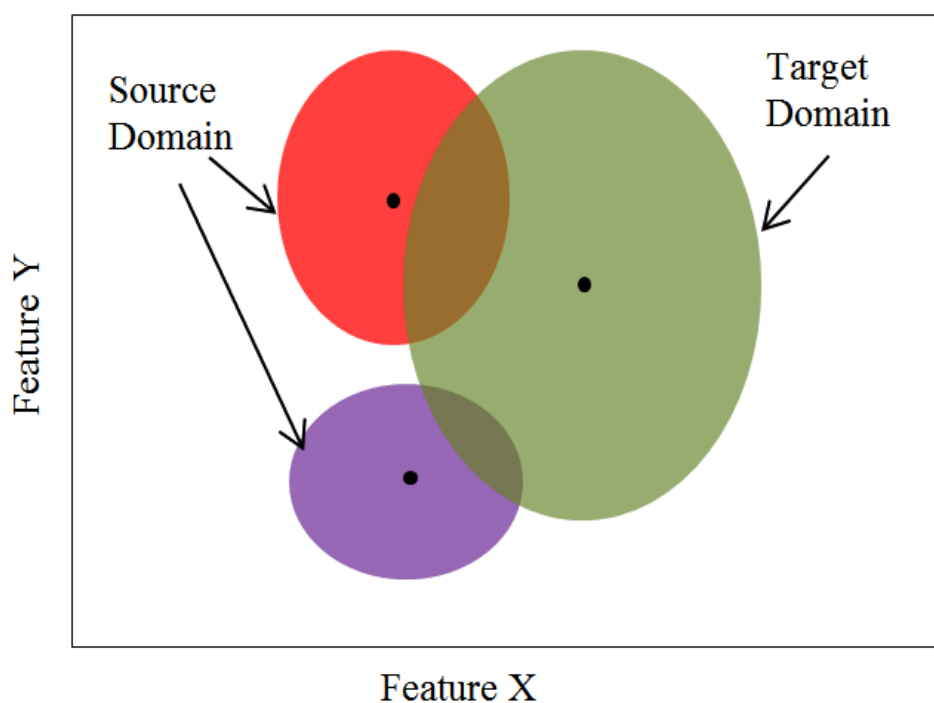 Source
Domain
Target
Domain
Feature Y
Feature X